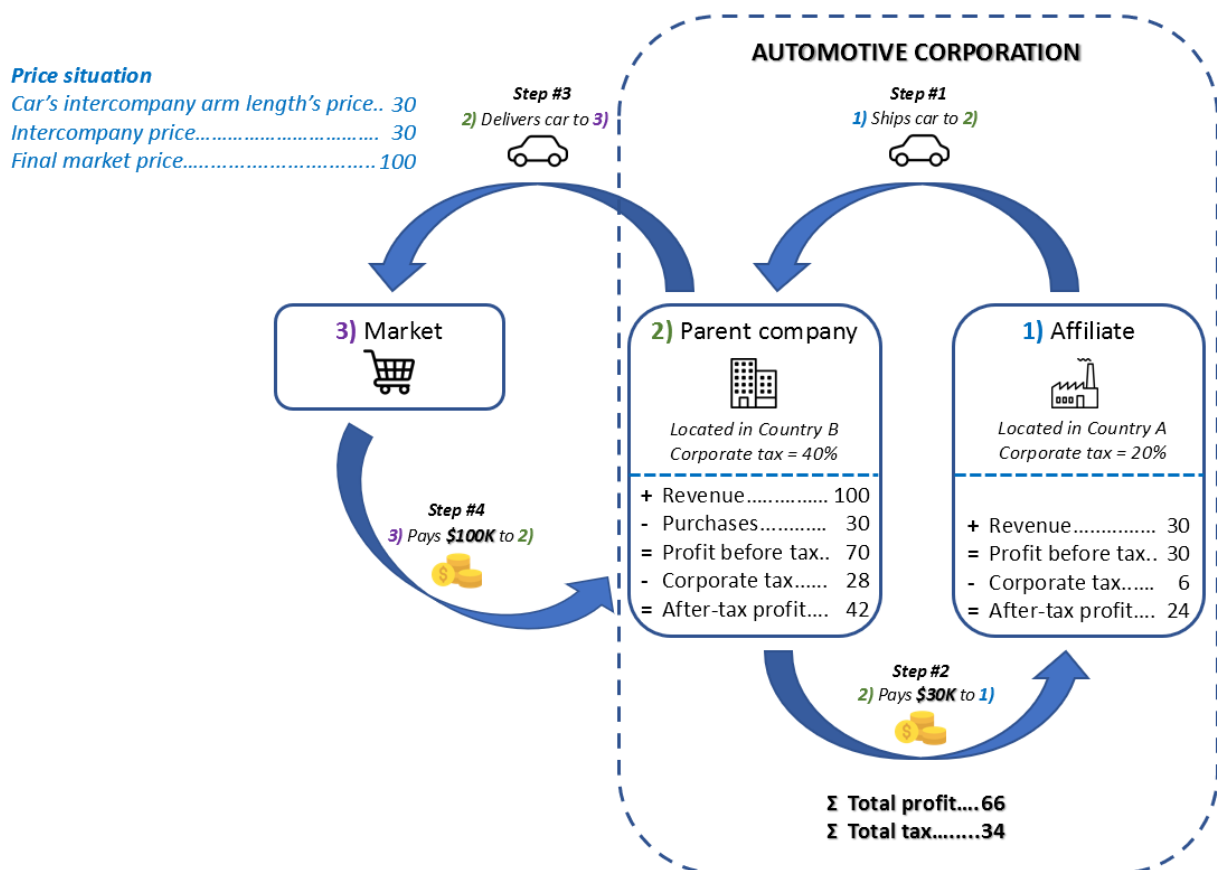 AUTOMOTIVE CORPORATION
Price situation
Car's intercompany arm length's price.. 30
Intercompany price................................. 30
Final market price.................................. 100
Step #3
2) Delivers car to 3)
Step #1
1) Ships car to 2)
3) Market
2) Parent company
Located in Country B
Corporate tax = 40%
+ Revenue............... 100
- Purchases........... 30
= Profit before tax.. 70
- Corporate tax...... 28
= After-tax profit.... 42
1) Affiliate
Located in Country A
Corporate tax = 20%
+ Revenue............... 30
= Profit before tax.. 30
- Corporate tax...... 6
= After-tax profit.... 24
Step #4
3) Pays $100K to 2)
$
Step #2
2) Pays $30K to 1)
$
Σ Total profit....66
Σ Total tax........34